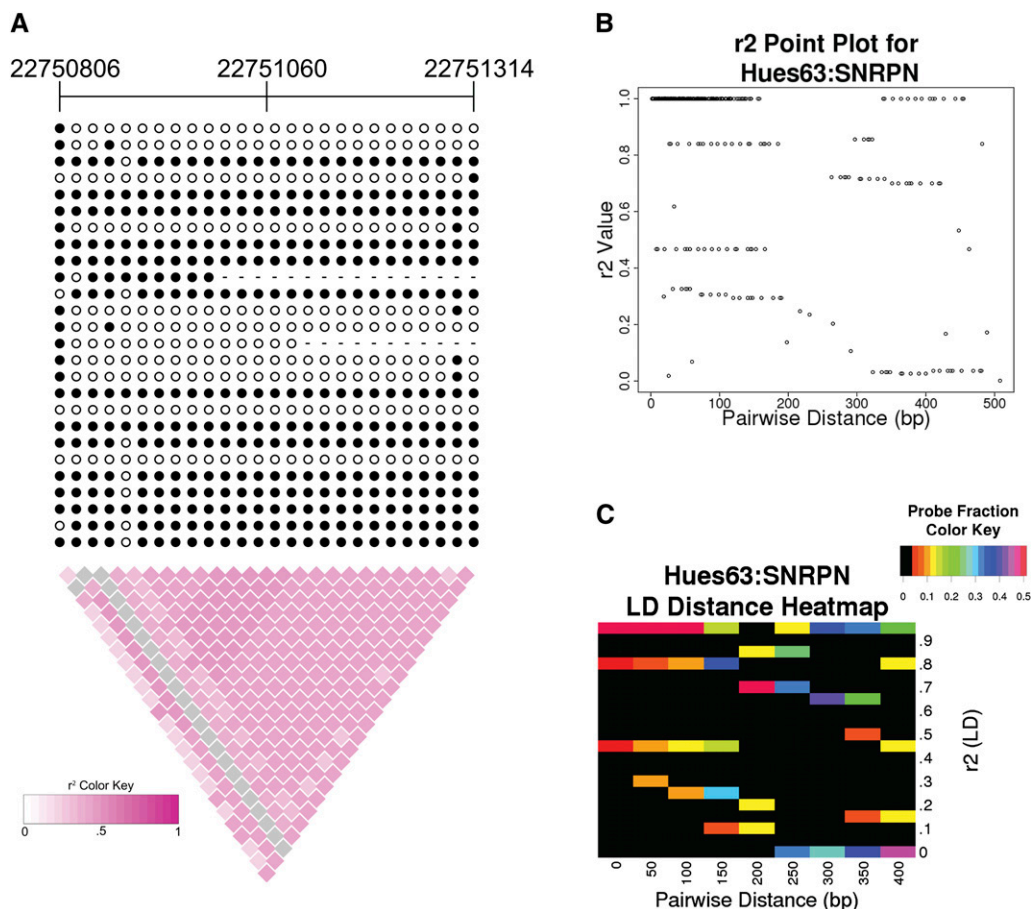 A
22750806 22751060 22751314
r² Color Key
0 .5 1
B
r2 Point Plot for
Hues63:SNRPN
r2 Value
1.0
0.8
0.6
0.4
0.2
0.0
0 100 200 300 400 500
Pairwise Distance (bp)
C
Probe Fraction
Color Key
0 0.1 0.2 0.3 0.4 0.5
Hues63:SNRPN
LD Distance Heatmap
.9
.8
.7
.6
.5
.4
.3
.2
.1
0
r2 (LD)
0 50 100 150 200 250 300 350 400
Pairwise Distance (bp)